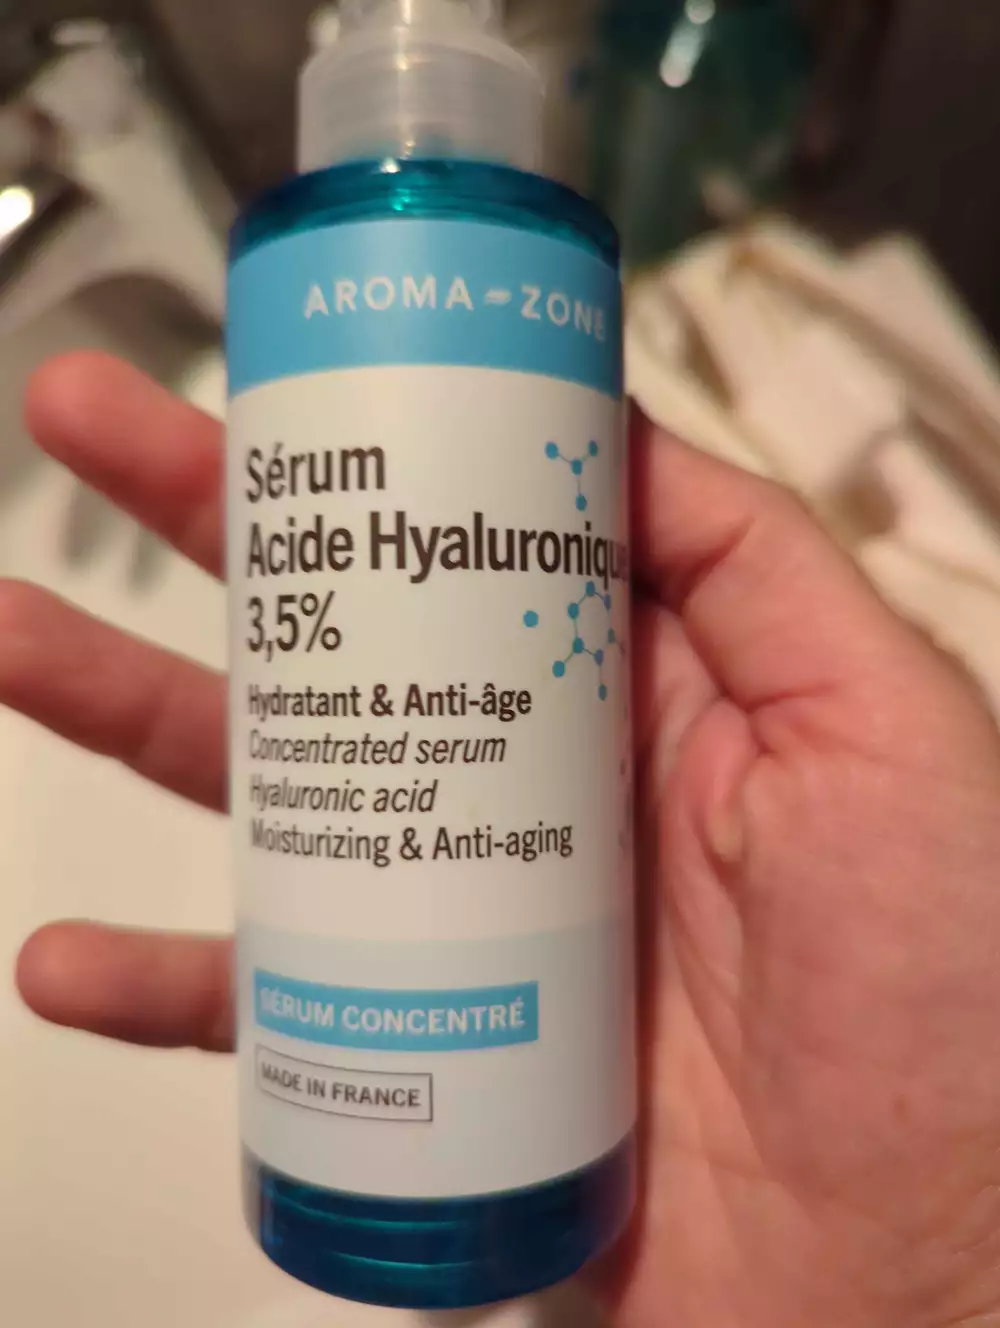 AROMA-ZONE
Sérum
Acide Hyaluronique
3,5%
Hydratant & Anti-âge
Concentrated serum
Hyaluronic acid
Moisturizing & Anti-aging
SÉRUM CONCENTRÉ
MADE IN FRANCE